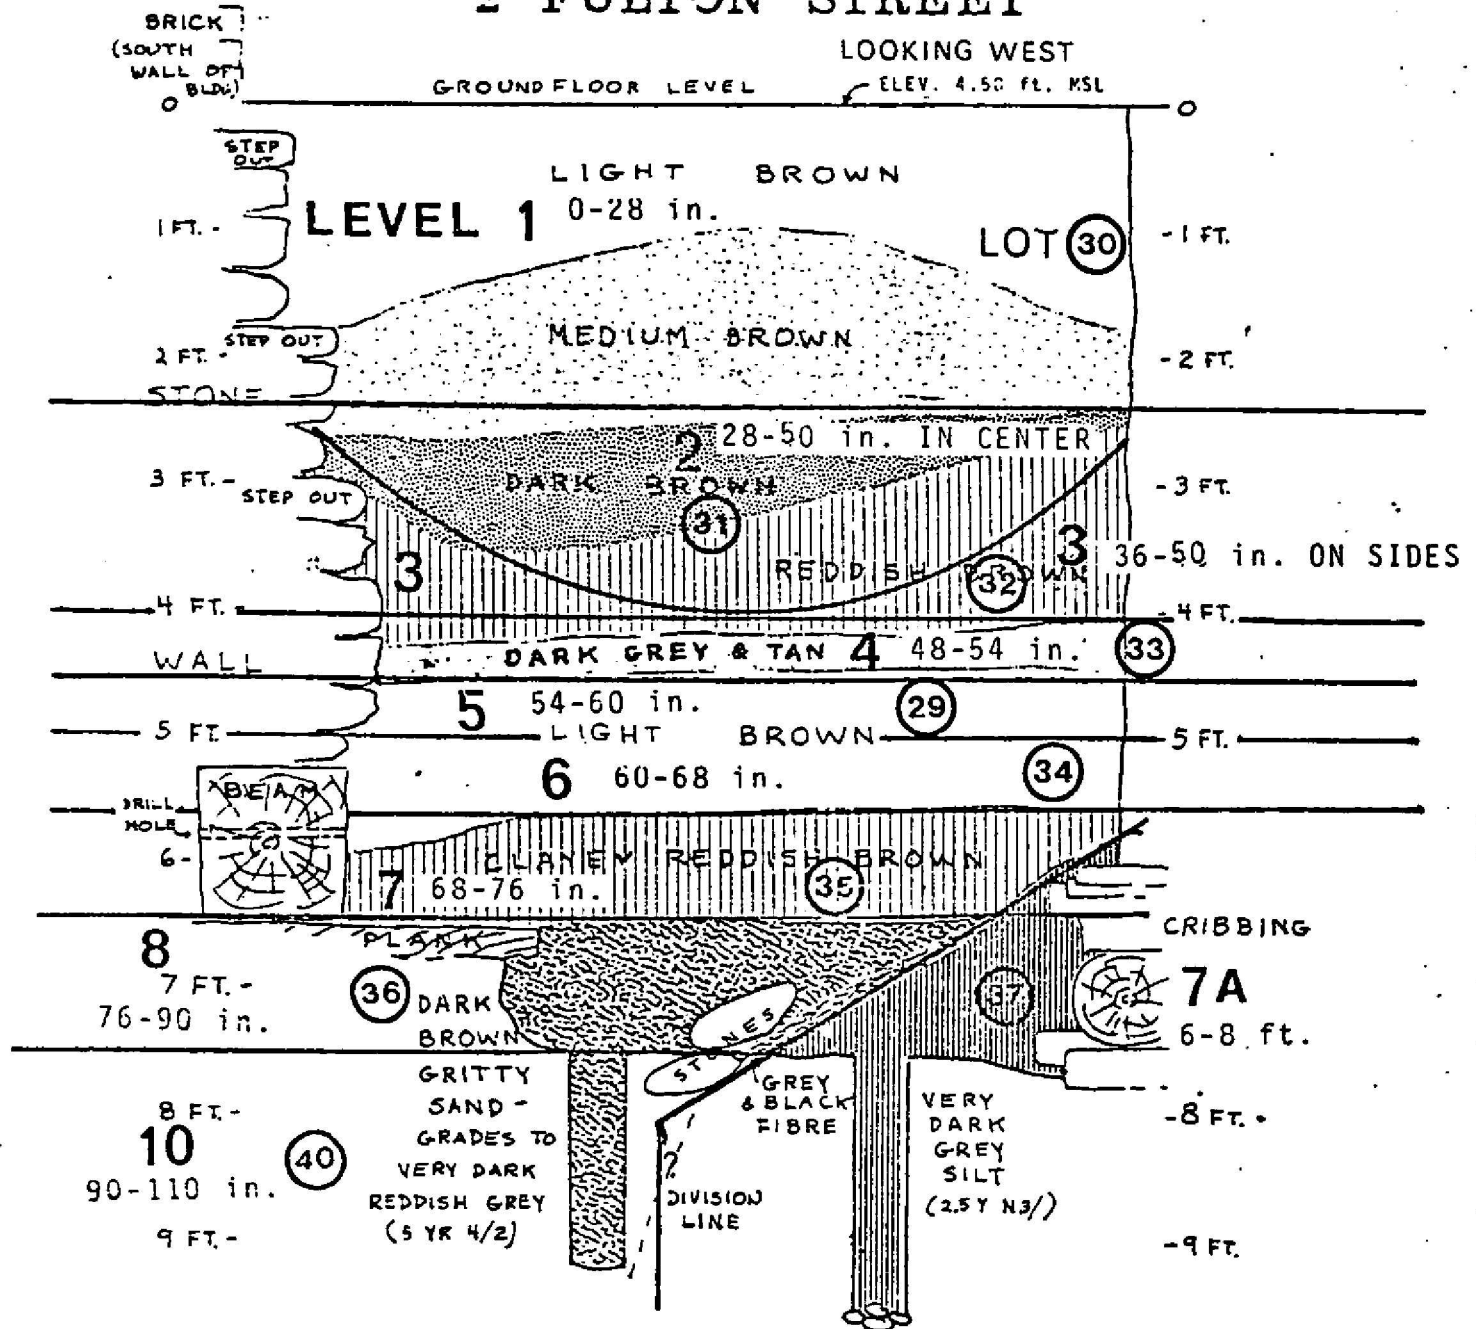 2 FULTON STREET
BRICK
(SOUTH
WALL OF
BLDG)
LOOKING WEST
GROUND FLOOR LEVEL
ELEV. 4.50 ft. MSL
0
0
STEP
OUT
LIGHT BROWN
LEVEL 1 0-28 in.
1 FT. -
LOT 30
- 1 FT.
STEP OUT
MEDIUM BROWN
2 FT. -
- 2 FT.
STONE
2 28-50 in. IN CENTER
3 FT. -
DARK BROWN
- 3 FT.
STEP OUT
31
3
REDDISH BROWN
3 36-50 in. ON SIDES
32
4 FT.
- 4 FT.
WALL
DARK GREY & TAN 4 48-54 in.
33
5 54-60 in.
29
5 FT.
LIGHT BROWN
5 FT.
6 60-68 in.
34
BEAM
DRILL
HOLE
6 -
CLAYEY REDDISH BROWN
7 68-76 in.
35
CRIBBING
8
PLANK
7 FT. -
76-90 in.
36
DARK
BROWN
37
7A
6-8 ft.
STONES
GRITTY
SAND -
GRADES TO
VERY DARK
REDDISH GREY
(5 YR 4/2)
GREY
& BLACK
FIBRE
VERY
DARK
GREY
SILT
(2.5 Y N3/)
8 FT. -
- 8 FT.
10
40
90-110 in.
?
DIVISION
LINE
9 FT. -
- 9 FT.